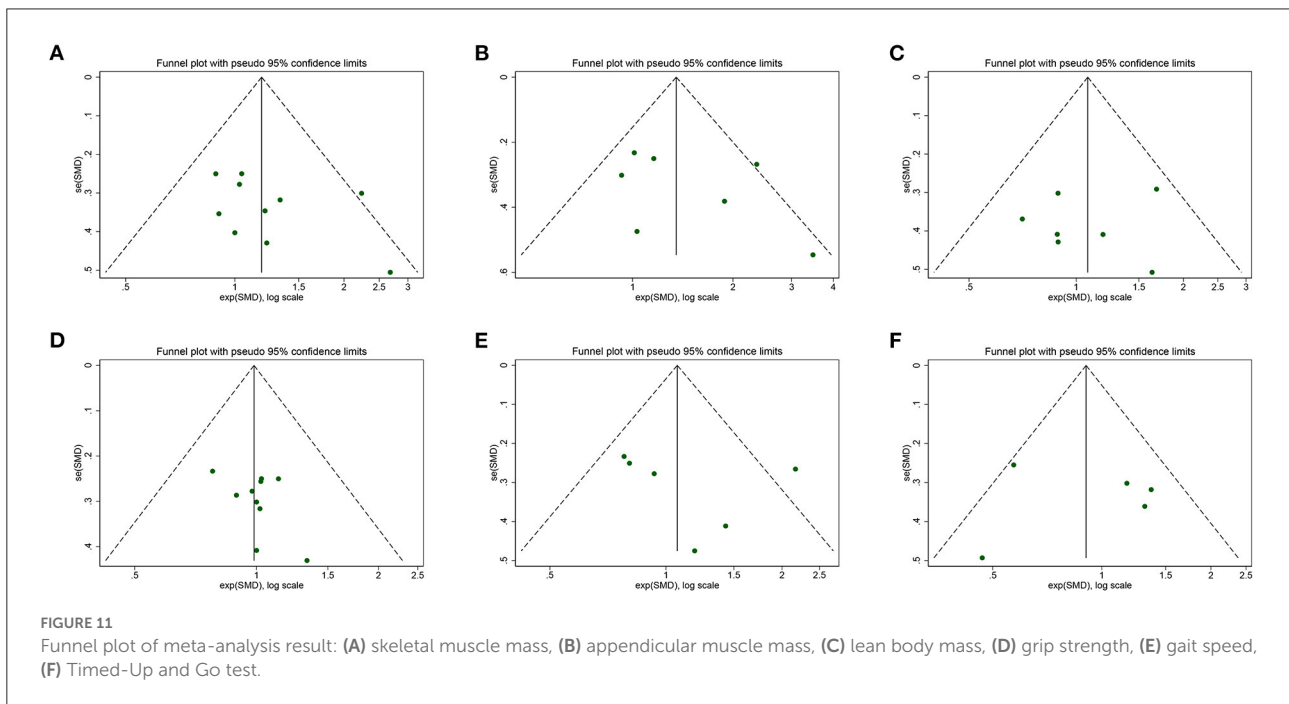 A
Funnel plot with pseudo 95% confidence limits
se(SMD)
0
.1
.2
.3
.4
.5
.5
1
1.5
2
2.5
3
exp(SMD), log scale
B
Funnel plot with pseudo 95% confidence limits
se(SMD)
0
.2
.4
.6
1
2
3
4
exp(SMD), log scale
C
Funnel plot with pseudo 95% confidence limits
se(SMD)
0
.1
.2
.3
.4
.5
.5
1
1.5
2
2.5
3
exp(SMD), log scale
D
Funnel plot with pseudo 95% confidence limits
se(SMD)
0
.1
.2
.3
.4
.5
1
1.5
2
2.5
exp(SMD), log scale
E
Funnel plot with pseudo 95% confidence limits
se(SMD)
0
.1
.2
.3
.4
.5
.5
1
1.5
2
2.5
exp(SMD), log scale
F
Funnel plot with pseudo 95% confidence limits
se(SMD)
0
.1
.2
.3
.4
.5
.5
1
1.5
2
2.5
exp(SMD), log scale
FIGURE 11
Funnel plot of meta-analysis result: (A) skeletal muscle mass, (B) appendicular muscle mass, (C) lean body mass, (D) grip strength, (E) gait speed,
(F) Timed-Up and Go test.